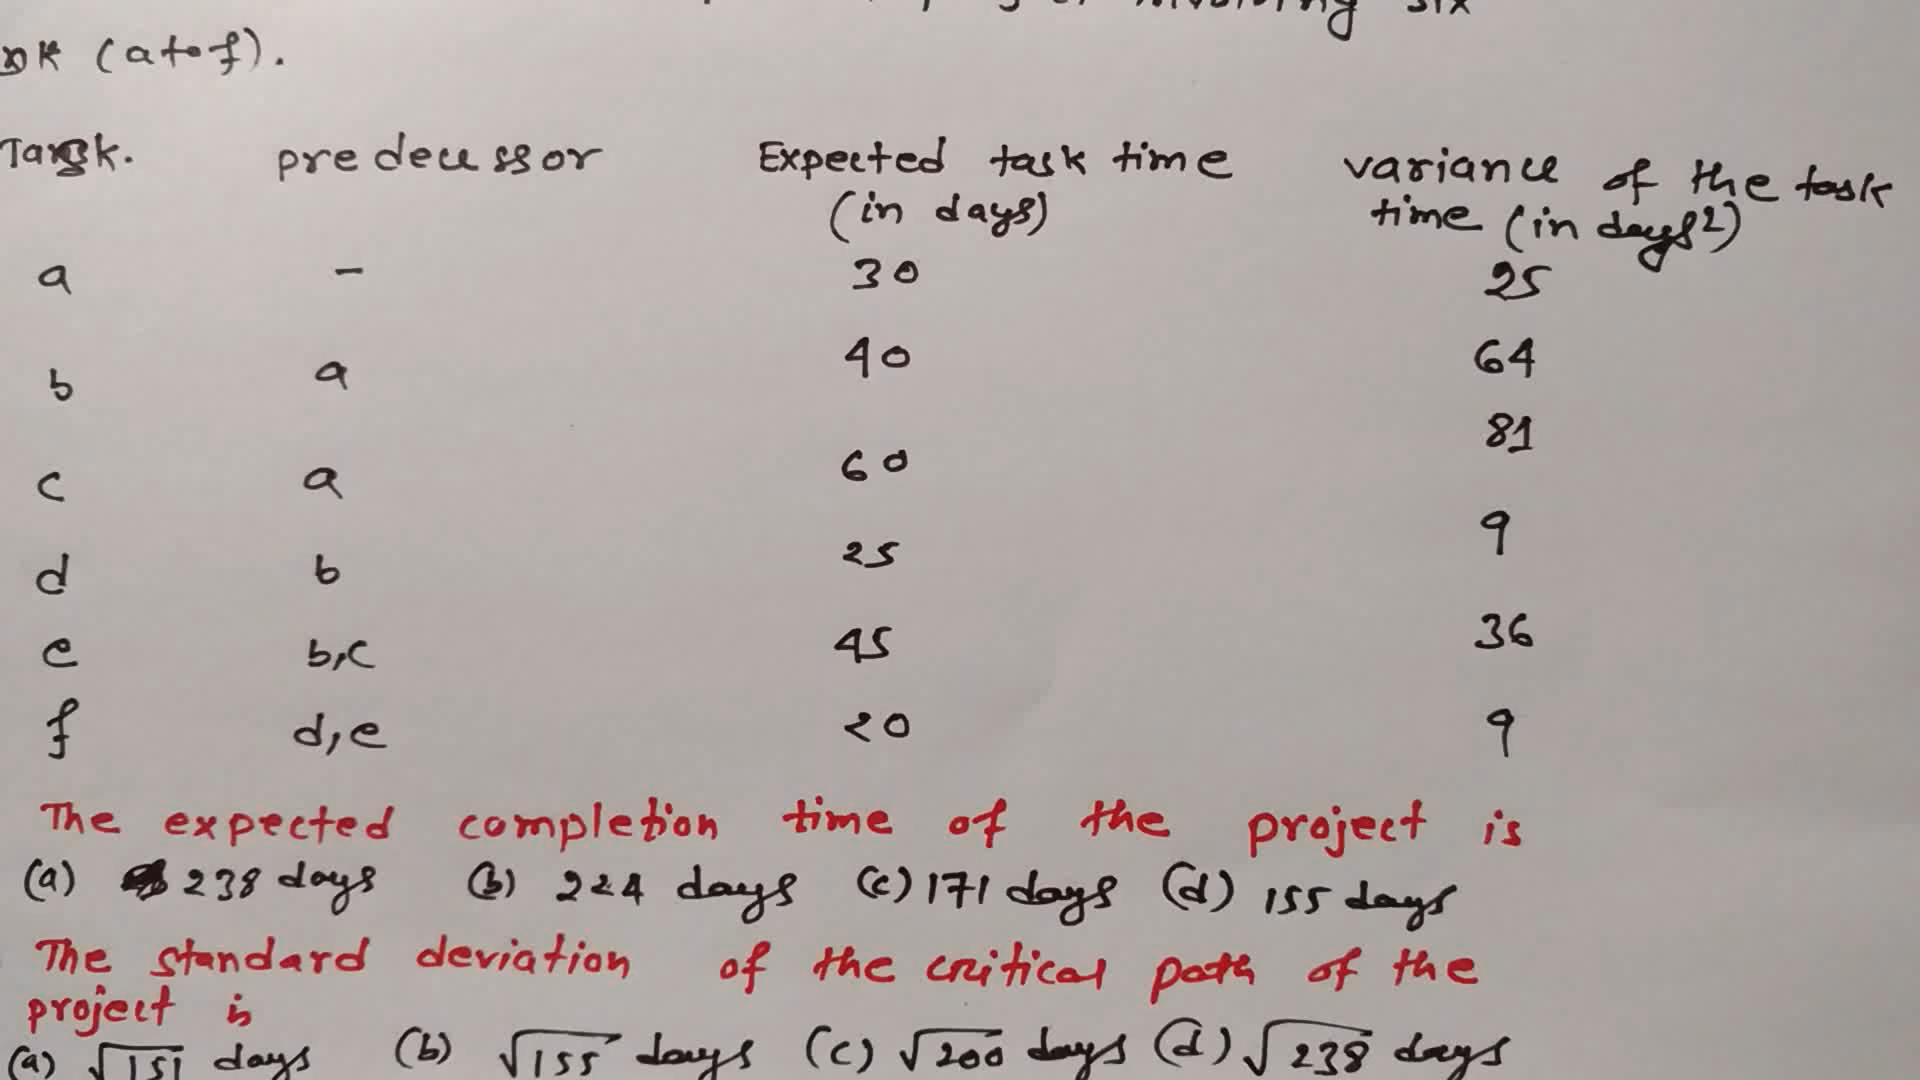 involving six
(a to f).
Task. predecessor Expected task time variance of the task
(in days) time (in days2)
a - 30 25
b a 40 64
c a 60 81
d b 25 9
e b,c 45 36
f d,e 20 9
The expected completion time of the project is
(a) 238 days (b) 224 days (c) 171 days (d) 155 days
The standard deviation of the critical path of the
project is
(a) √151 days (b) √155 days (c) √200 days (d) √238 days